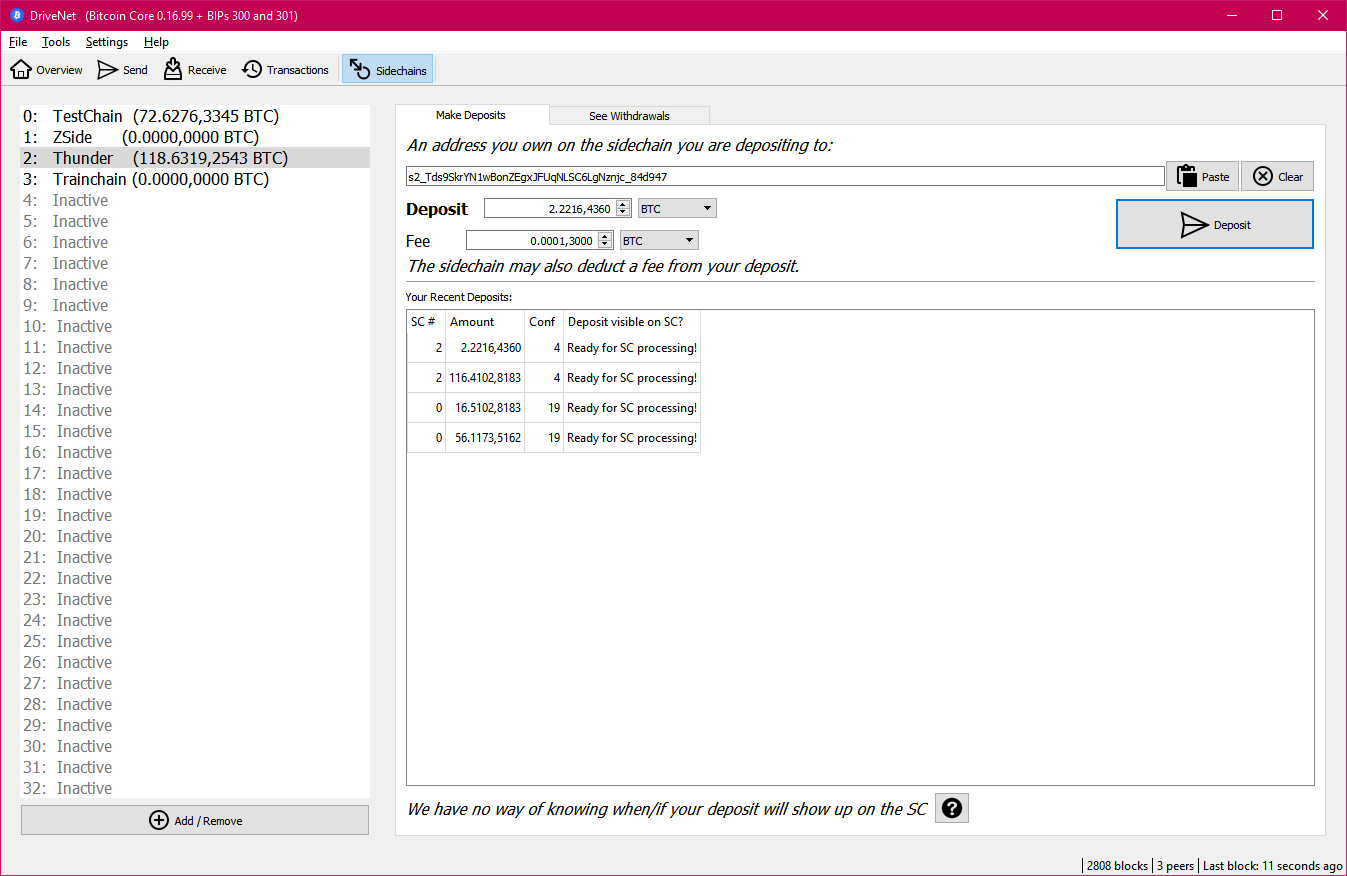 DriveNet (Bitcoin Core 0.16.99 + BIPs 300 and 301)
File Tools Settings Help
Overview Send Receive Transactions Sidechains
0: TestChain (72.6276,3345 BTC)
1: ZSide (0.0000,0000 BTC)
2: Thunder (118.6319,2543 BTC)
3: Trainchain (0.0000,0000 BTC)
4: Inactive
5: Inactive
6: Inactive
7: Inactive
8: Inactive
9: Inactive
10: Inactive
11: Inactive
12: Inactive
13: Inactive
14: Inactive
15: Inactive
16: Inactive
17: Inactive
18: Inactive
19: Inactive
20: Inactive
21: Inactive
22: Inactive
23: Inactive
24: Inactive
25: Inactive
26: Inactive
27: Inactive
28: Inactive
29: Inactive
30: Inactive
31: Inactive
32: Inactive
Add / Remove
Make Deposits See Withdrawals
An address you own on the sidechain you are depositing to:
s2_Tds9SkrYN1wBonZEgxJFUqNLSC6LgNznjc_84d947 Paste Clear
Deposit 2.2216,4360 BTC Deposit
Fee 0.0001,3000 BTC
The sidechain may also deduct a fee from your deposit.
Your Recent Deposits:
SC # Amount Conf Deposit visible on SC?
2 2.2216,4360 4 Ready for SC processing!
2 116.4102,8183 4 Ready for SC processing!
0 16.5102,8183 19 Ready for SC processing!
0 56.1173,5162 19 Ready for SC processing!
We have no way of knowing when/if your deposit will show up on the SC ?
2808 blocks 3 peers Last block: 11 seconds ago